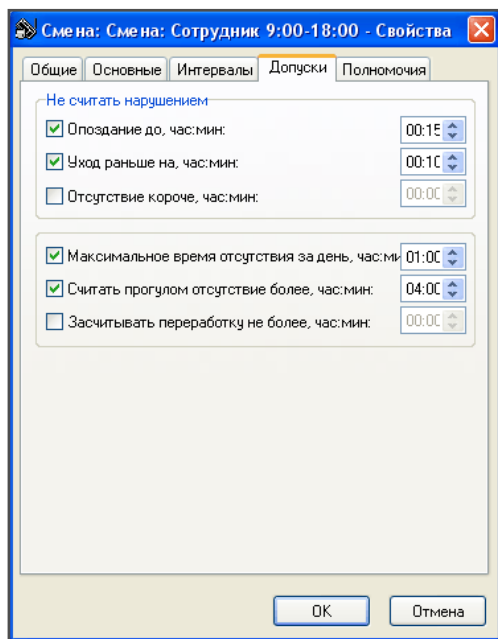 Смена: Смена: Сотрудник 9:00-18:00 - Свойства
Общие Основные Интервалы Допуски Полномочия
Не считать нарушением
Опоздание до, час:мин: 00:15
Уход раньше на, час:мин: 00:10
Отсутствие короче, час:мин: 00:00
Максимальное время отсутствия за день, час:ми 01:00
Считать прогулом отсутствие более, час:мин: 04:00
Засчитывать переработку не более, час:мин: 00:00
OK Отмена